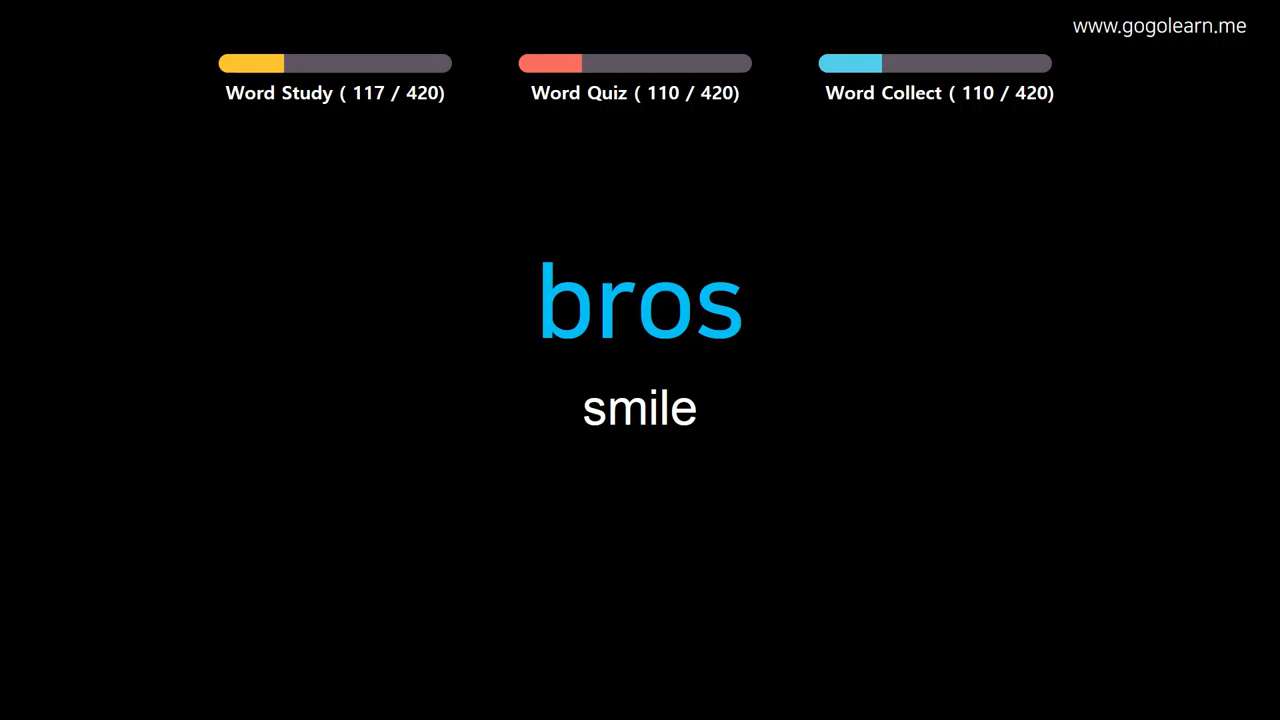 www.gogolearn.me
Word Study ( 117 / 420)
Word Quiz ( 110 / 420)
Word Collect ( 110 / 420)
bros
smile